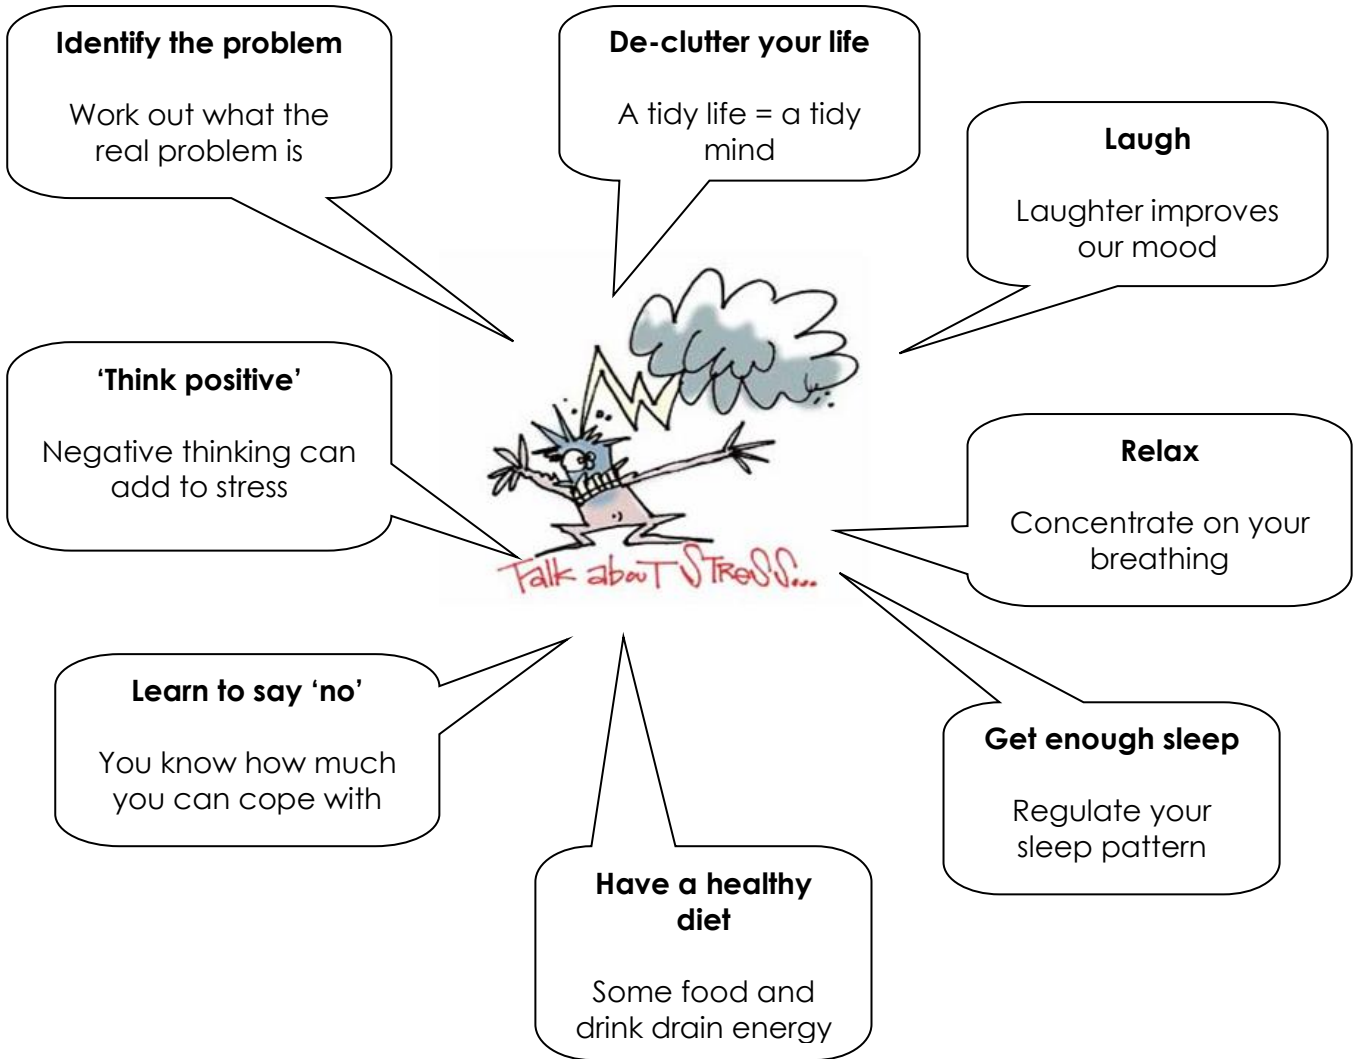 Identify the problem
Work out what the
real problem is
De-clutter your life
A tidy life = a tidy
mind
Laugh
Laughter improves
our mood
‘Think positive’
Negative thinking can
add to stress
Relax
Concentrate on your
breathing
Talk about STReSS...
Learn to say ‘no’
You know how much
you can cope with
Get enough sleep
Regulate your
sleep pattern
Have a healthy
diet
Some food and
drink drain energy